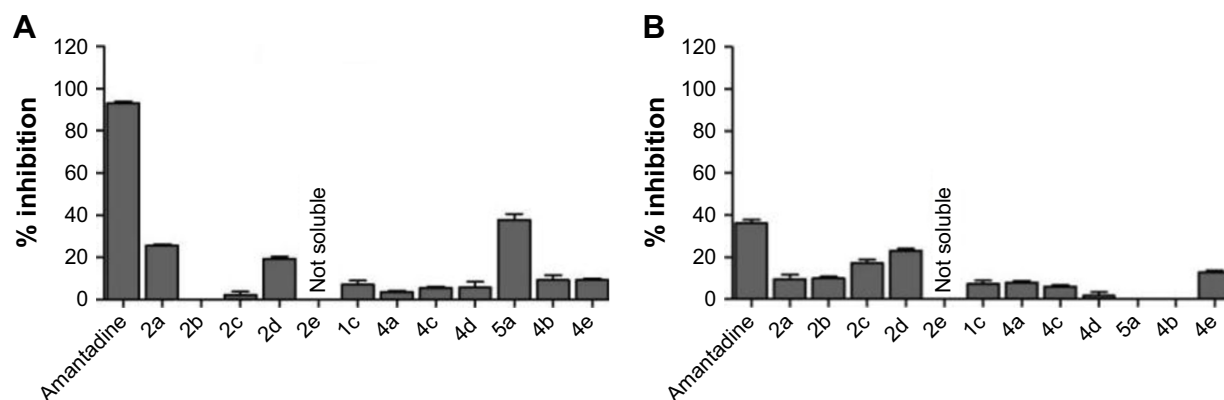 A
% inhibition
120
100
80
60
40
20
0
Not soluble
Amantadine
2a
2b
2c
2d
2e
1c
4a
4c
4d
5a
4b
4e
B
% inhibition
120
100
80
60
40
20
0
Not soluble
Amantadine
2a
2b
2c
2d
2e
1c
4a
4c
4d
5a
4b
4e